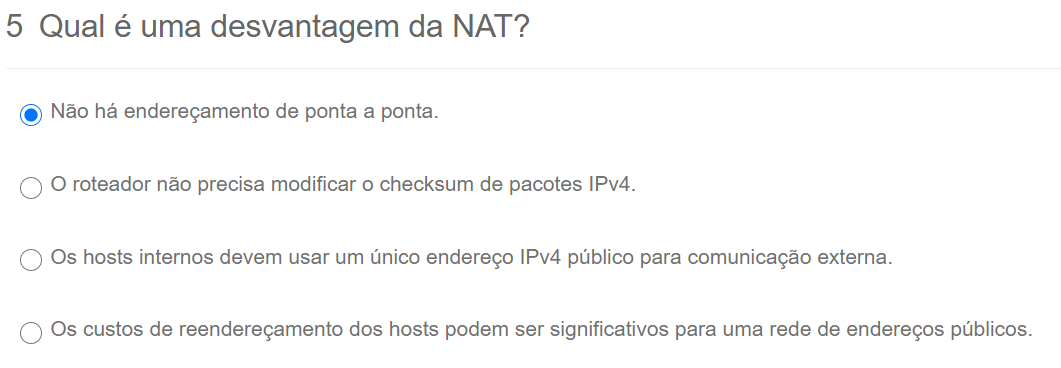 5 Qual é uma desvantagem da NAT?
Não há endereçamento de ponta a ponta.
O roteador não precisa modificar o checksum de pacotes IPv4.
Os hosts internos devem usar um único endereço IPv4 público para comunicação externa.
Os custos de reendereçamento dos hosts podem ser significativos para uma rede de endereços públicos.